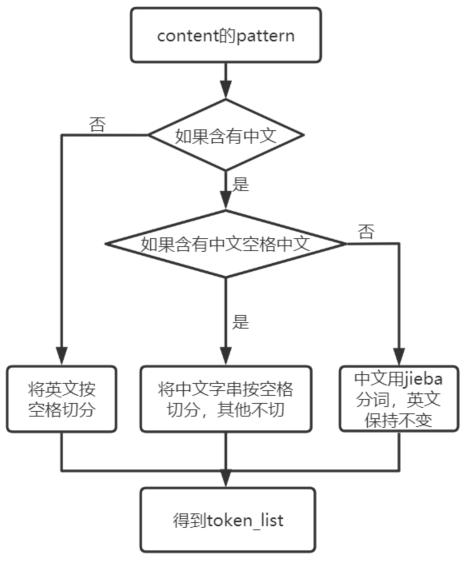 content的pattern
否
如果含有中文
是
如果含有中文空格中文
否
是
将英文按
空格切分
将中文字串按空格
切分，其他不切
中文用jieba
分词，英文
保持不变
得到token_list